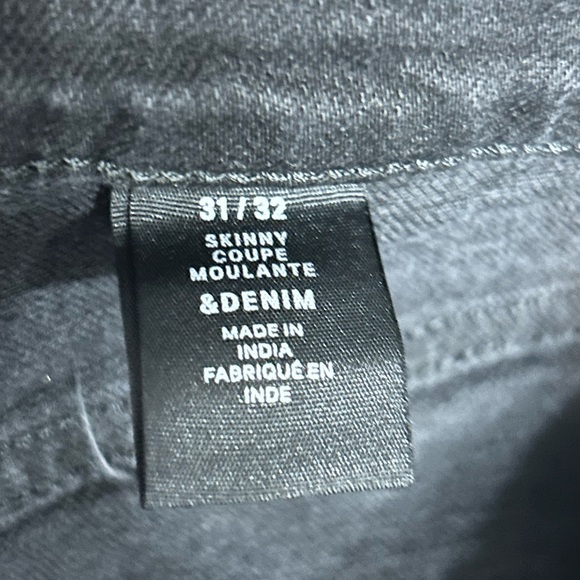 31/32
SKINNY
COUPE
MOULANTE
&DENIM
MADE IN
INDIA
FABRIQUÉ EN
INDE